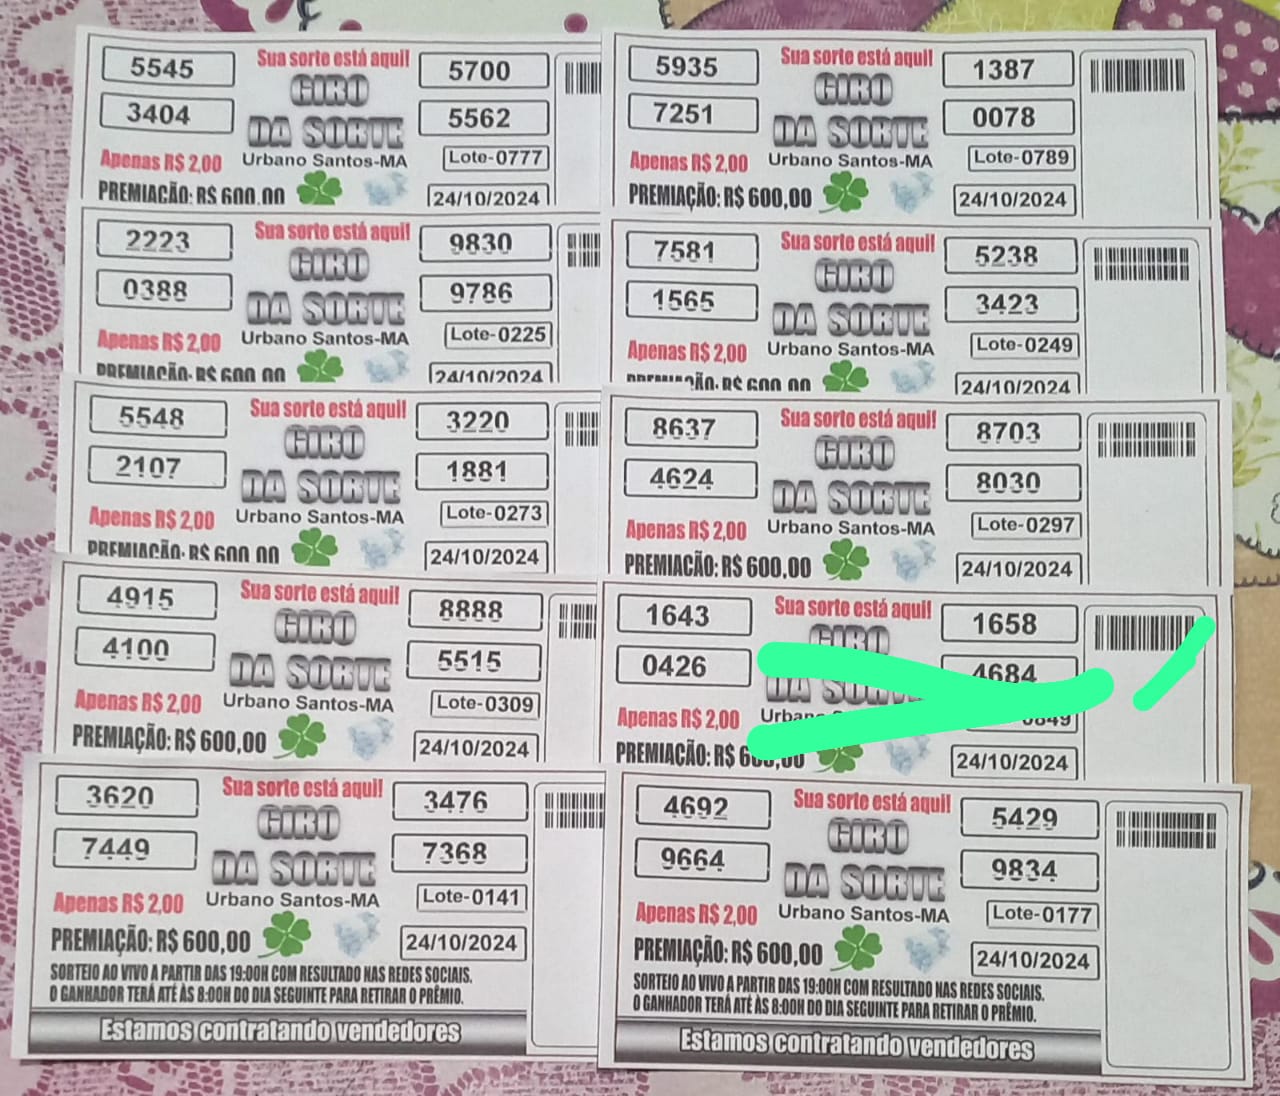 5545
3404
Apenas R$ 2,00
PREMIAÇÃO: R$ 600,00
Sua sorte está aqui!
GIRO
DA SORTE
Urbano Santos-MA
5700
5562
Lote-0777
24/10/2024
5935
7251
Apenas R$ 2,00
PREMIAÇÃO: R$ 600,00
Sua sorte está aqui!
GIRO
DA SORTE
Urbano Santos-MA
1387
0078
Lote-0789
24/10/2024
2223
0388
Apenas R$ 2,00
PREMIAÇÃO: R$ 600,00
Sua sorte está aqui!
GIRO
DA SORTE
Urbano Santos-MA
9830
9786
Lote-0225
24/10/2024
7581
1565
Apenas R$ 2,00
PREMIAÇÃO: R$ 600,00
Sua sorte está aqui!
GIRO
DA SORTE
Urbano Santos-MA
5238
3423
Lote-0249
24/10/2024
5548
2107
Apenas R$ 2,00
PREMIAÇÃO: R$ 600,00
Sua sorte está aqui!
GIRO
DA SORTE
Urbano Santos-MA
3220
1881
Lote-0273
24/10/2024
8637
4624
Apenas R$ 2,00
PREMIAÇÃO: R$ 600,00
Sua sorte está aqui!
GIRO
DA SORTE
Urbano Santos-MA
8703
8030
Lote-0297
24/10/2024
4915
4100
Apenas R$ 2,00
PREMIAÇÃO: R$ 600,00
Sua sorte está aqui!
GIRO
DA SORTE
Urbano Santos-MA
8888
5515
Lote-0309
24/10/2024
1643
0426
Apenas R$ 2,00
PREMIAÇÃO: R$ 600,00
Sua sorte está aqui!
GIRO
DA SORTE
1658
4684
24/10/2024
3620
7449
Apenas R$ 2,00
PREMIAÇÃO: R$ 600,00
Sua sorte está aqui!
GIRO
DA SORTE
Urbano Santos-MA
3476
7368
Lote-0141
24/10/2024
SORTEIO AO VIVO A PARTIR DAS 19:00H COM RESULTADO NAS REDES SOCIAIS.
O GANHADOR TERÁ ATÉ ÀS 8:00H DO DIA SEGUINTE PARA RETIRAR O PRÊMIO.
Estamos contratando vendedores
4692
9664
Apenas R$ 2,00
PREMIAÇÃO: R$ 600,00
Sua sorte está aqui!
GIRO
DA SORTE
Urbano Santos-MA
5429
9834
Lote-0177
24/10/2024
SORTEIO AO VIVO A PARTIR DAS 19:00H COM RESULTADO NAS REDES SOCIAIS.
O GANHADOR TERÁ ATÉ ÀS 8:00H DO DIA SEGUINTE PARA RETIRAR O PRÊMIO.
Estamos contratando vendedores